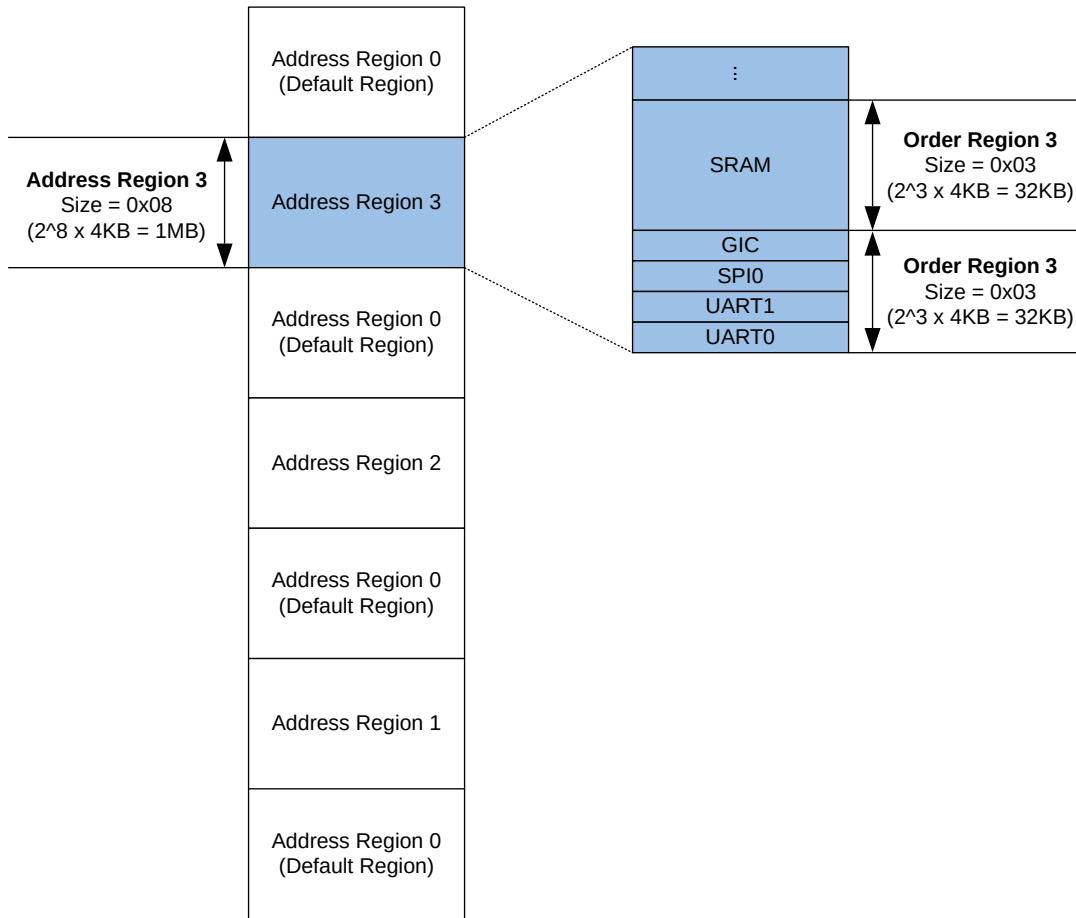 Address Region 0
(Default Region)
Address Region 3
Size = 0x08
(2^8 x 4KB = 1MB)
Address Region 3
Address Region 0
(Default Region)
Address Region 2
Address Region 0
(Default Region)
Address Region 1
Address Region 0
(Default Region)
...
SRAM
GIC
SPI0
UART1
UART0
Order Region 3
Size = 0x03
(2^3 x 4KB = 32KB)
Order Region 3
Size = 0x03
(2^3 x 4KB = 32KB)